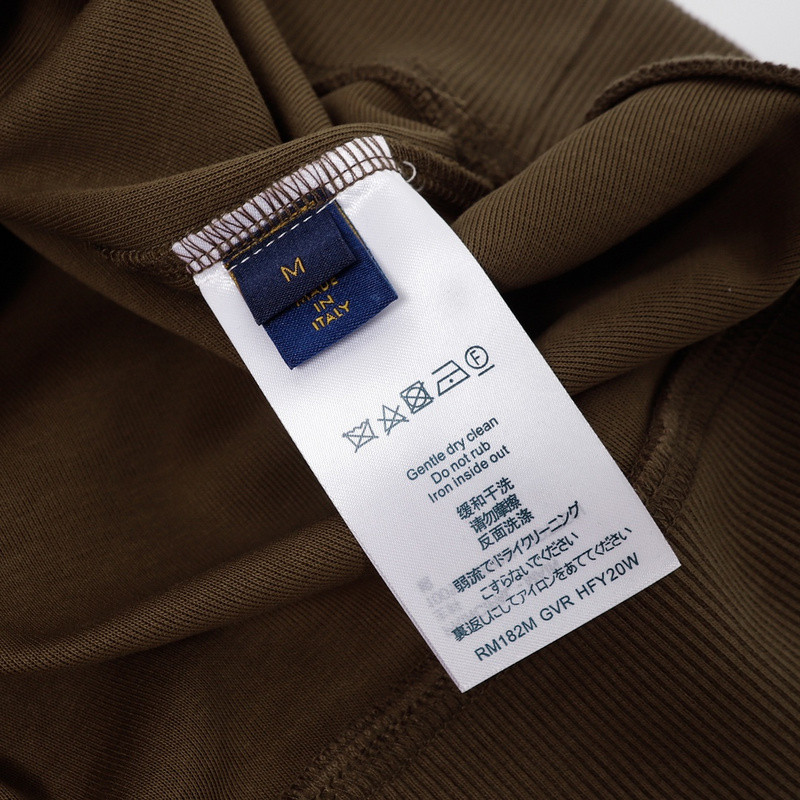 M
MADE
IN
ITALY
F
Gentle dry clean
Do not rub
Iron inside out
缓和干洗
请勿摩擦
反面洗涤
弱流でドライクリーニング
こすらないでください
裏返しにしてアイロンをあててください
RM182M GVR HFY20W